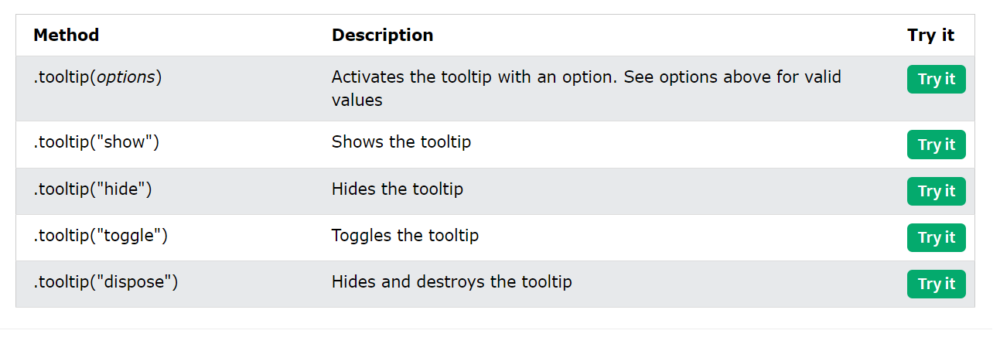 Method Description Try it
.tooltip(options) Activates the tooltip with an option. See options above for valid Try it
values
.tooltip("show") Shows the tooltip Try it
.tooltip("hide") Hides the tooltip Try it
.tooltip("toggle") Toggles the tooltip Try it
.tooltip("dispose") Hides and destroys the tooltip Try it